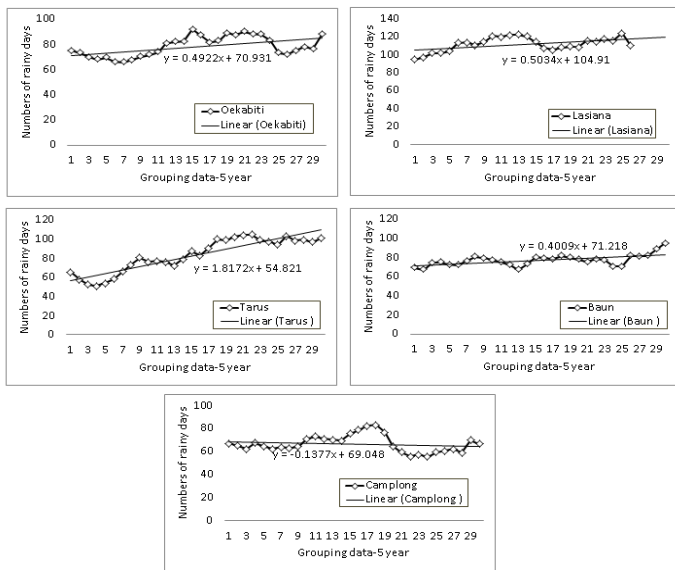 100
80
60
40
20
0
Numbers of rainy days
y = 0.4922x + 70.931
Oekabiti
Linear (Oekabiti)
1 3 5 7 9 11 13 15 17 19 21 23 25 27 29
Grouping data-5 year
140
120
100
80
60
40
20
0
Numbers of rainy days
y = 0.5034x + 104.91
Lasiana
Linear (Lasiana)
1 3 5 7 9 11 13 15 17 19 21 23 25 27 29
Grouping data-5 year
120
100
80
60
40
20
0
Numbers of rainy days
y = 1.8172x + 54.821
Tarus
Linear (Tarus )
1 3 5 7 9 11 13 15 17 19 21 23 25 27 29
Grouping data-5 year
120
100
80
60
40
20
0
Numbers of rainy days
y = 0.4009x + 71.218
Baun
Linear (Baun )
1 3 5 7 9 11 13 15 17 19 21 23 25 27 29
Grouping data-5 year
100
80
60
40
20
0
Numbers of rainy days
y = -0.1377x + 69.048
Camplong
Linear (Camplong )
1 3 5 7 9 11 13 15 17 19 21 23 25 27 29
Grouping data-5 year